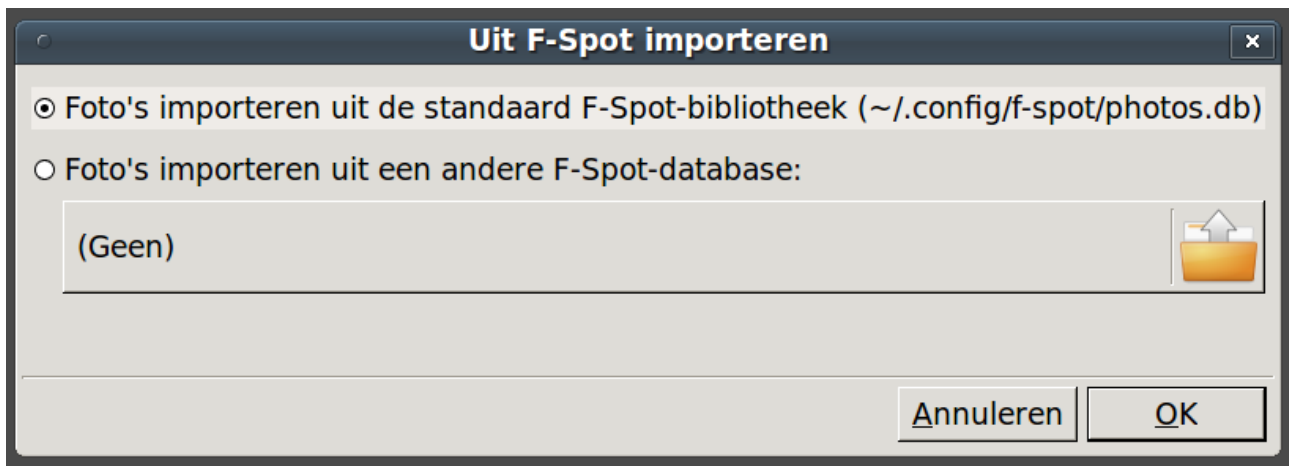 Uit F-Spot importeren
Foto's importeren uit de standaard F-Spot-bibliotheek (~/.config/f-spot/photos.db)
Foto's importeren uit een andere F-Spot-database:
(Geen)
Annuleren OK